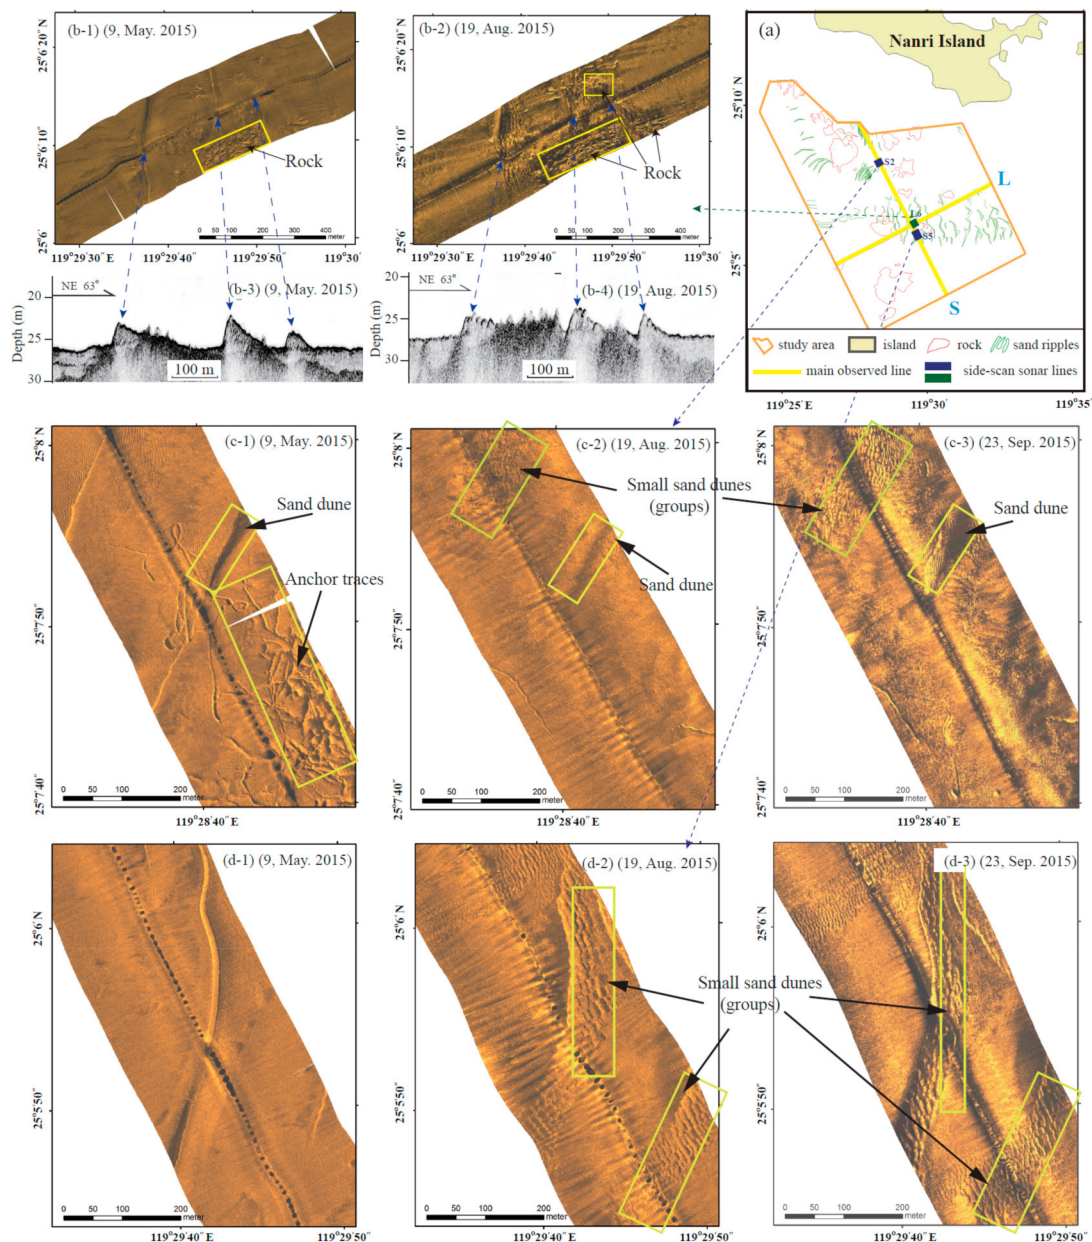 (b-1) (9, May. 2015)
25°6′20″ N
25°6′10″
25°6′
Rock
0 50 100 200 300 400
meter
119°29′30″ 119°29′40″ 119°29′50″ 119°30′
(b-2) (19, Aug. 2015)
25°6′20″ N
25°6′10″
25°6′
Rock
0 50 100 200 300 400
meter
119°29′30″ 119°29′40″ 119°29′50″ 119°30′
(a)
Nanri Island
25°10′ N
25°5′
S2
L
L6
S5
S
study area island rock sand ripples
main observed line side-scan sonar lines
119°25′ E 119°30′ 119°35′
NE 63°
(b-3) (9, May. 2015)
Depth (m)
20
25
30
100 m
NE 63°
(b-4) (19, Aug. 2015)
Depth (m)
20
25
30
100 m
(c-1) (9, May. 2015)
25°8′ N
25°7′50″
25°7′40″
Sand dune
Anchor traces
0 50 100 200
meter
119°28′40″ E
(c-2) (19, Aug. 2015)
25°8′ N
25°7′50″
25°7′40″
Small sand dunes
(groups)
Sand dune
0 50 100 200
meter
119°28′40″ E
(c-3) (23, Sep. 2015)
25°8′ N
25°7′50″
25°7′40″
Sand dune
0 50 100 200
meter
119°28′40″ E
(d-1) (9, May. 2015)
25°6′ N
25°5′50″
0 50 100 200
meter
119°29′40″ E 119°29′50″
(d-2) (19, Aug. 2015)
25°6′ N
25°5′50″
Small sand dunes
(groups)
0 50 100 200
meter
119°29′40″ E 119°29′50″
(d-3) (23, Sep. 2015)
25°6′ N
25°5′50″
0 50 100 200
meter
119°29′40″ E 119°29′50″